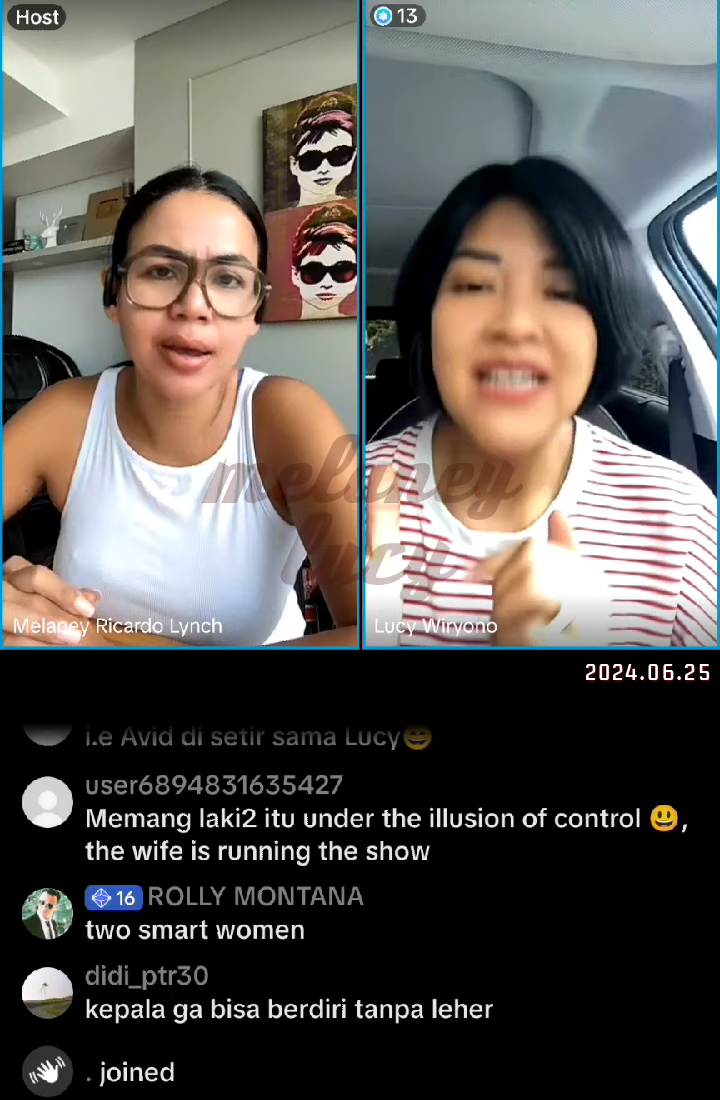 Host
13
melaney
lucy
Melaney Ricardo Lynch
Lucy Wiryono
2024.06.25
i.e Avid di setir sama Lucy😄
user6894831635427
Memang laki2 itu under the illusion of control 😃,
the wife is running the show
16 ROLLY MONTANA
two smart women
didi_ptr30
kepala ga bisa berdiri tanpa leher
. joined